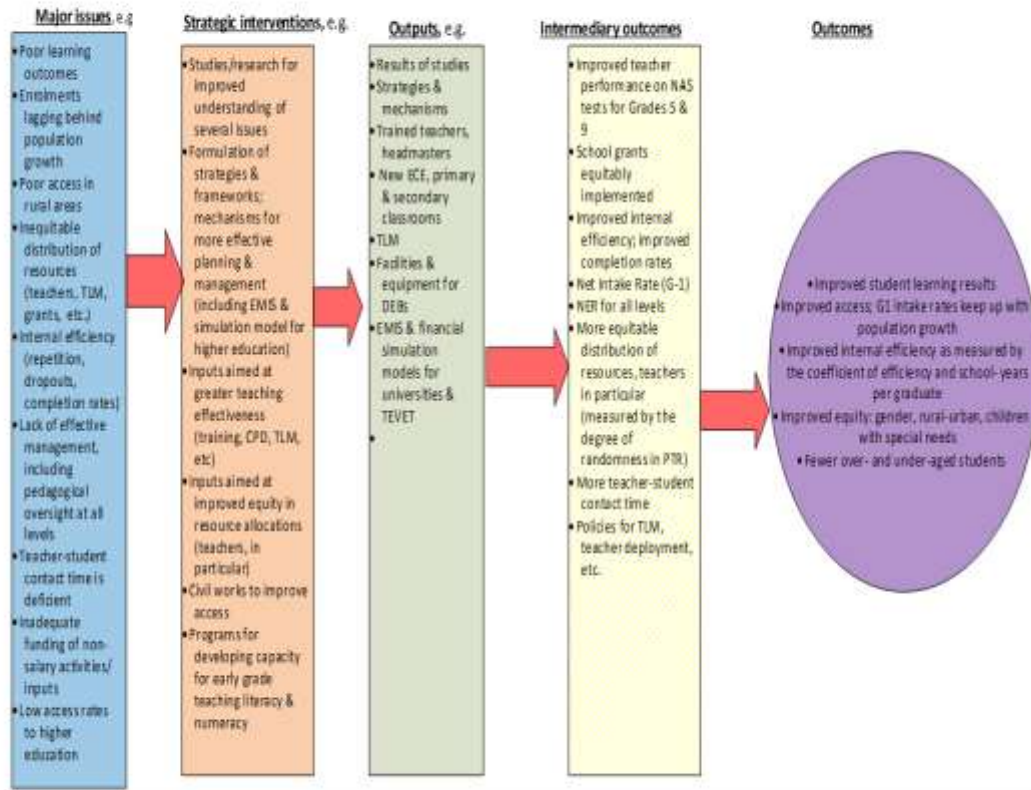 Major issues, e.g
• Poor learning
outcomes
• Enrolments
lagging behind
population
growth
• Poor access in
rural areas
• Inequitable
distribution of
resources
(teachers, TLM,
grants, etc.)
• Internal efficiency
(repetition,
dropouts,
completion rates)
• Lack of effective
management,
including
pedagogical
oversight at all
levels
• Teacher-student
contact time is
deficient
• Inadequate
funding of non-
salary activities/
inputs
• Low access rates
to higher
education
Strategic interventions, e.g.
• Studies/research for
improved
understanding of
several issues
• Formulation of
strategies &
frameworks;
mechanisms for
more effective
planning &
management
(including EMIS &
simulation model for
higher education)
• Inputs aimed at
greater teaching
effectiveness
(training, CPD, TLM,
etc)
• Inputs aimed at
improved equity in
resource allocations
(teachers, in
particular)
• Civil works to improve
access
• Programs for
developing capacity
for early grade
teaching literacy &
numeracy
Outputs, e.g.
• Results of studies
• Strategies &
mechanisms
• Trained teachers,
headmasters
• New ECE, primary
& secondary
classrooms
• TLM
• Facilities &
equipment for
DEBs
• EMIS & financial
simulation
models for
universities &
TEVET
•
Intermediary outcomes
• Improved teacher
performance on NAS
tests for Grades 5 &
9
• School grants
equitably
implemented
• Improved internal
efficiency; improved
completion rates
• Net Intake Rate (G-1)
• NER for all levels
• More equitable
distribution of
resources, teachers
in particular
(measured by the
degree of
randomness in PTR)
• More teacher-student
contact time
• Policies for TLM,
teacher deployment,
etc.
Outcomes
• Improved student learning results
• Improved access; G1 intake rates keep up with
population growth
• Improved internal efficiency as measured by
the coefficient of efficiency and school- years
per graduate
• Improved equity: gender, rural-urban, children
with special needs
• Fewer over- and under-aged students